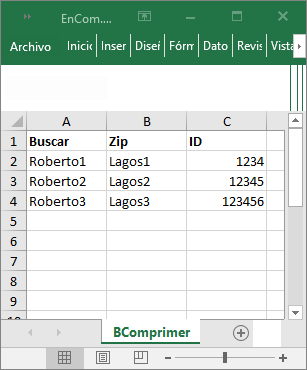 EnCom....
Archivo Inicio Inser Diseí Fórm Dato Revis Vista
A B C
1 Buscar Zip ID
2 Roberto1 Lagos1 1234
3 Roberto2 Lagos2 12345
4 Roberto3 Lagos3 123456
5
6
7
8
9
BComprimer